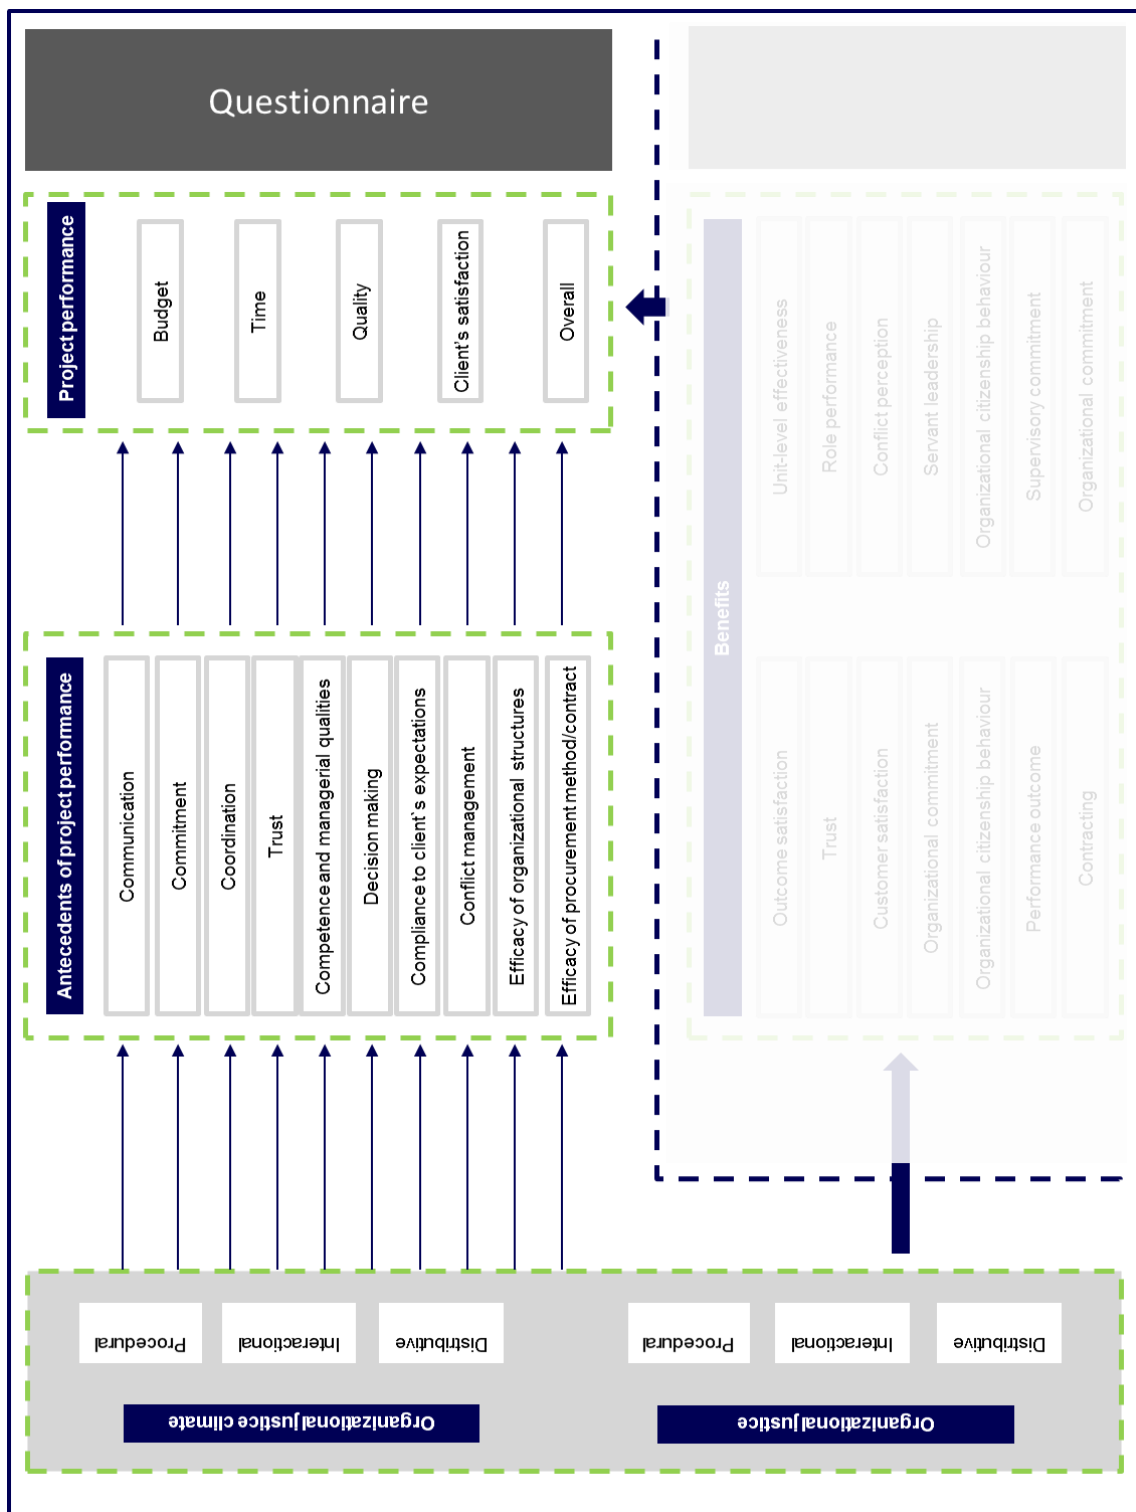 Questionnaire
Project performance
Budget
Time
Quality
Client`s satisfaction
Overall
Antecedents of project performance
Communication
Commitment
Coordination
Trust
Competence and managerial qualities
Decision making
Compliance to client`s expectations
Conflict management
Efficacy of organizational structures
Efficacy of procurement method/contract
Benefits
Unit-level effectiveness
Role performance
Conflict perception
Servant leadership
Organizational citizenship behaviour
Supervisory commitment
Organizational commitment
Outcome satisfaction
Trust
Customer satisfaction
Organizational commitment
Organizational citizenship behaviour
Performance outcome
Contracting
Organizational justice climate
Procedural
Interactional
Distributive
Organizational justice
Procedural
Interactional
Distributive